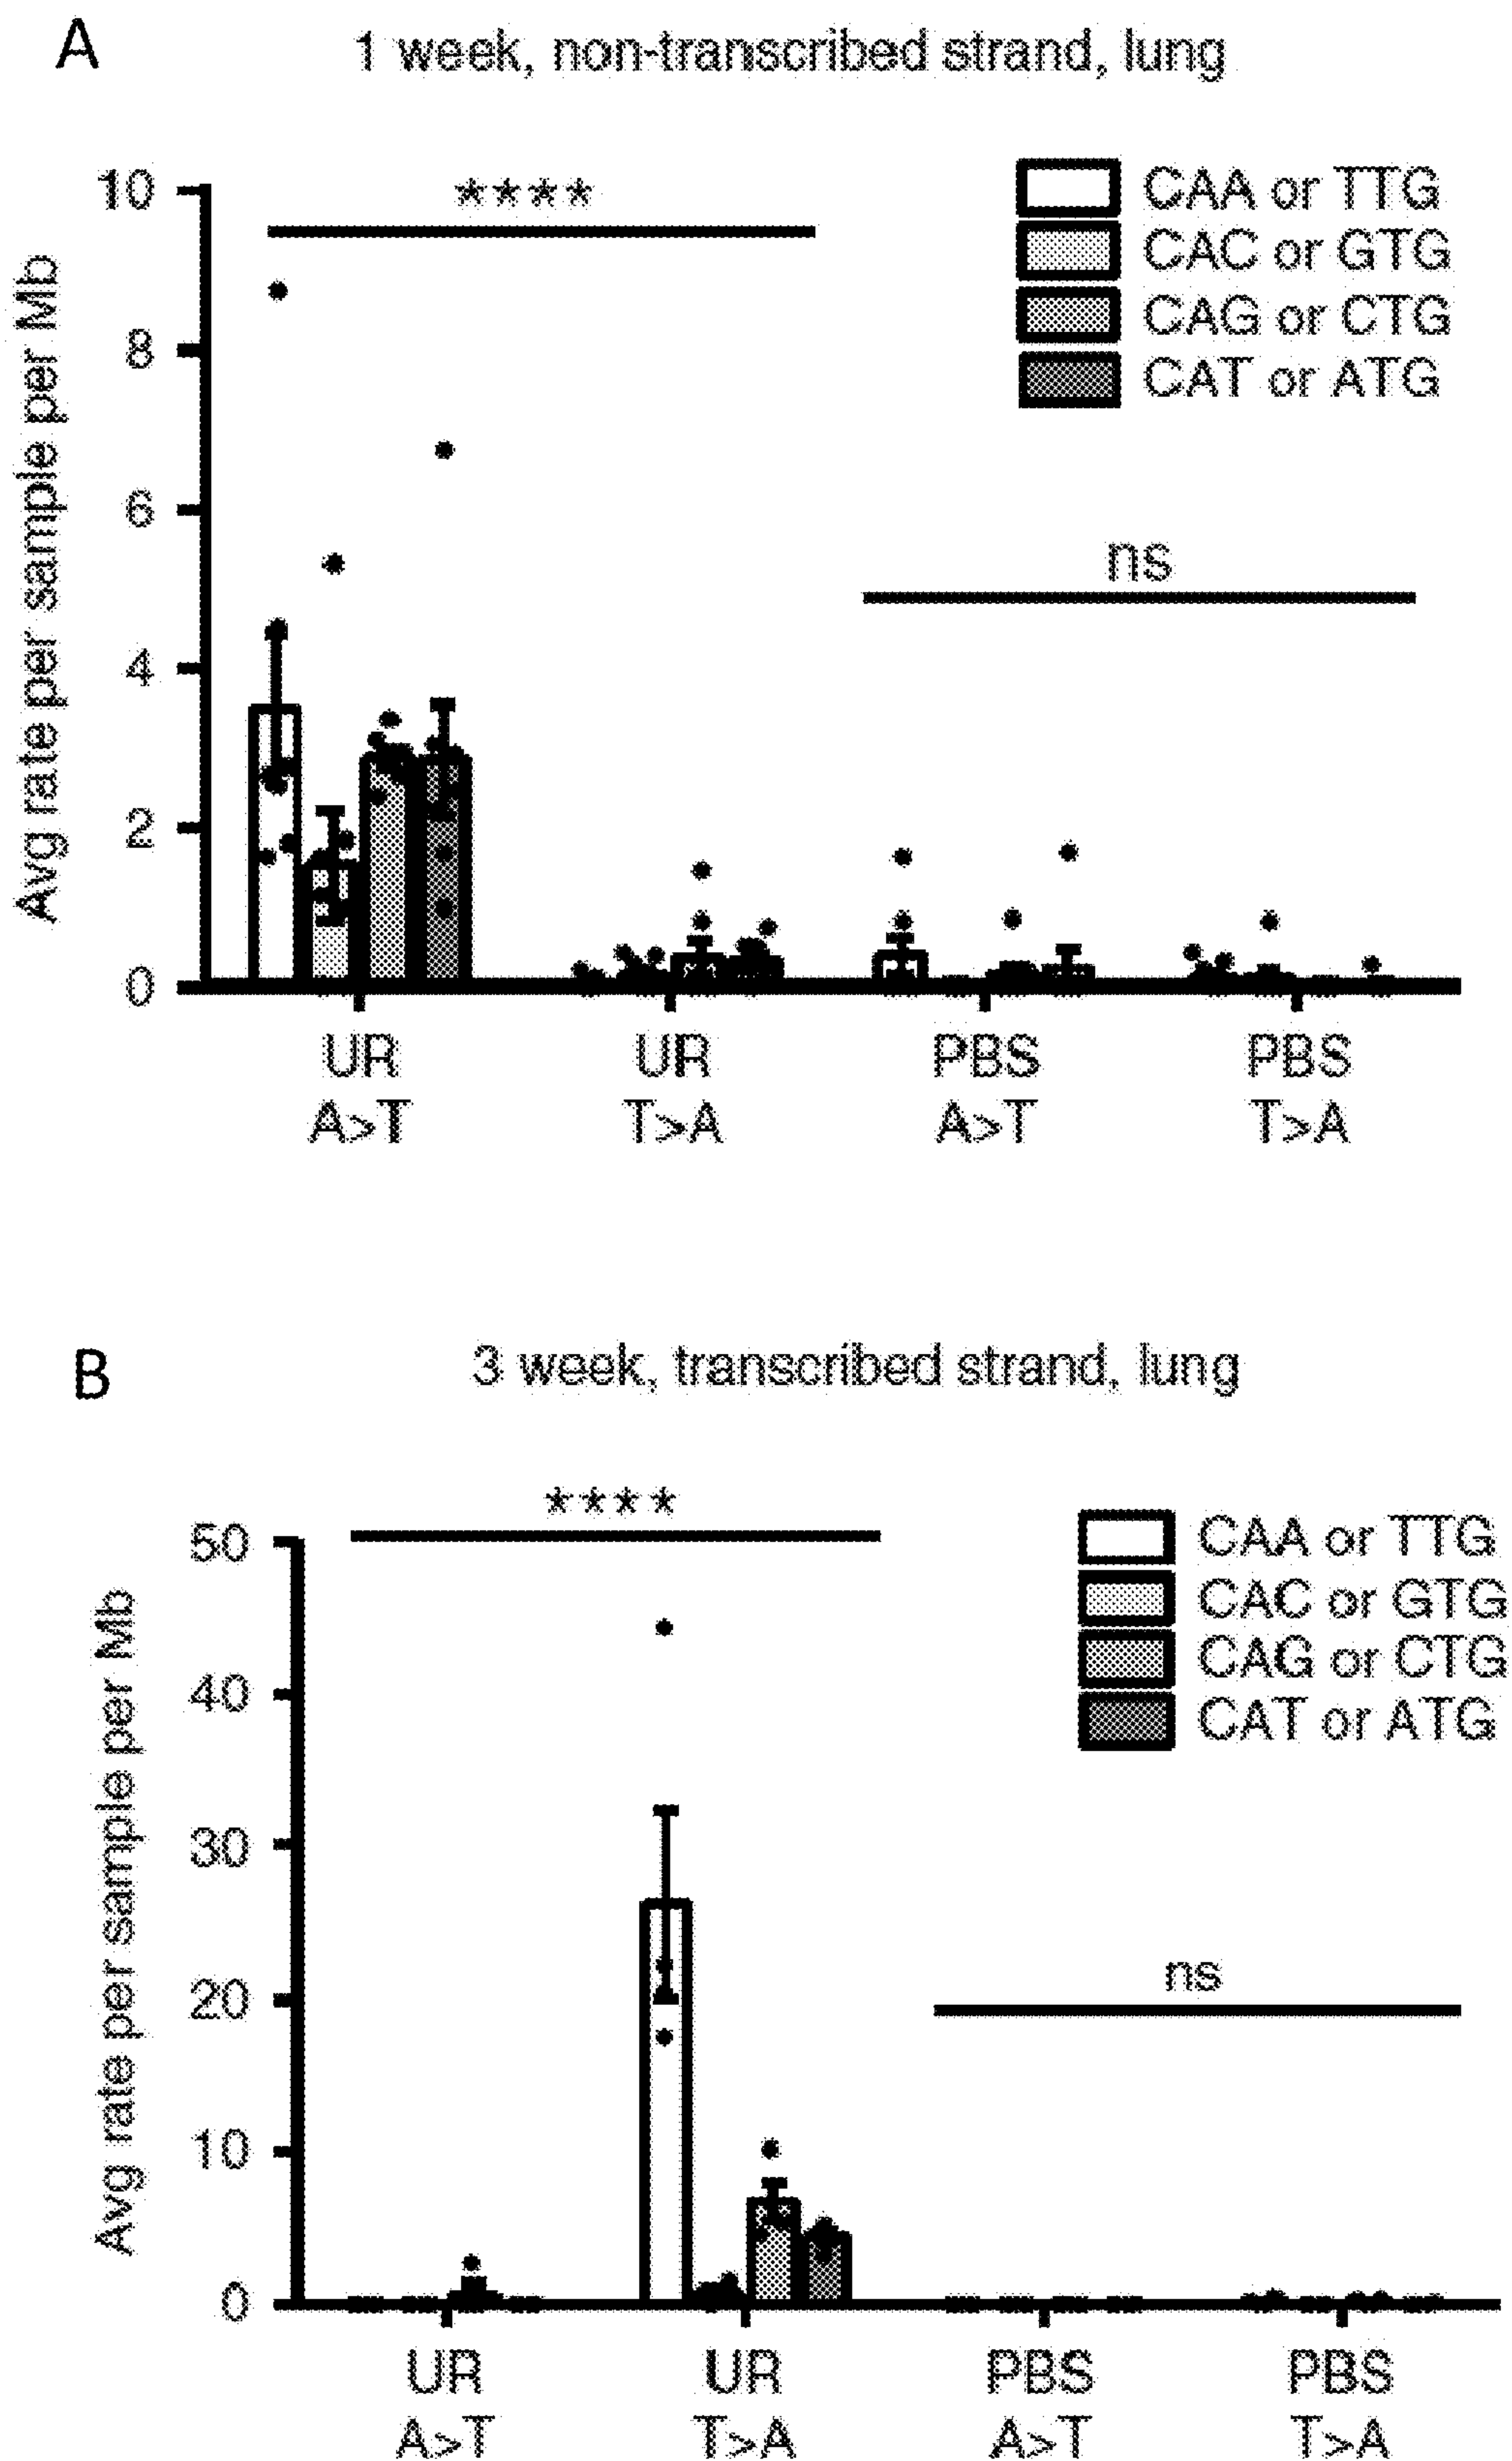 A
1 week, non-transcribed strand, lung
Avg rate per sample per Mb
10
8
6
4
2
0
****
ns
CAA or TTG
CAC or GTG
CAG or CTG
CAT or ATG
UR A>T
UR T>A
PBS A>T
PBS T>A
B
3 week, transcribed strand, lung
Avg rate per sample per Mb
50
40
30
20
10
0
****
ns
CAA or TTG
CAC or GTG
CAG or CTG
CAT or ATG
UR A>T
UR T>A
PBS A>T
PBS T>A